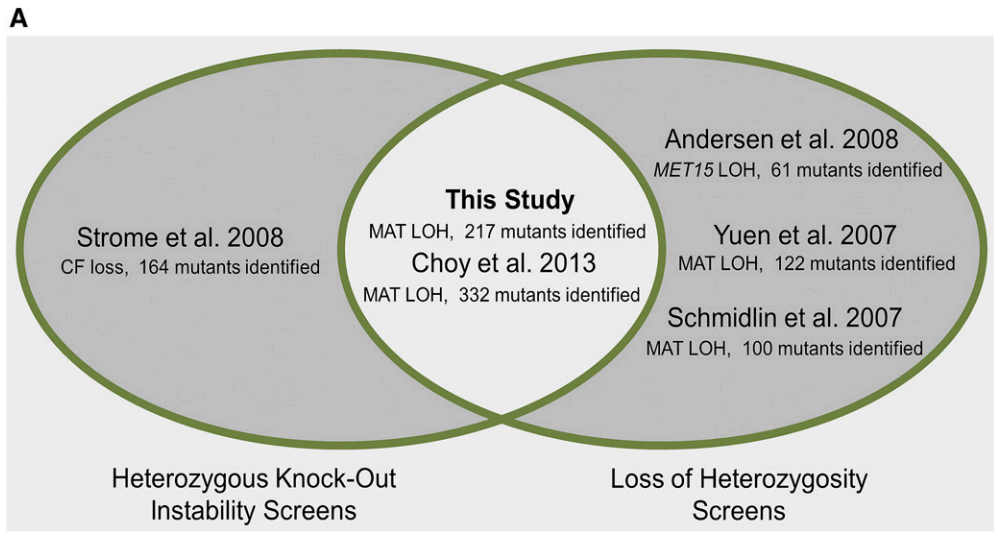 A
Andersen et al. 2008
MET15 LOH, 61 mutants identified
This Study
MAT LOH, 217 mutants identified
Strome et al. 2008
CF loss, 164 mutants identified
Choy et al. 2013
MAT LOH, 332 mutants identified
Yuen et al. 2007
MAT LOH, 122 mutants identified
Schmidlin et al. 2007
MAT LOH, 100 mutants identified
Heterozygous Knock-Out
Instability Screens
Loss of Heterozygosity
Screens